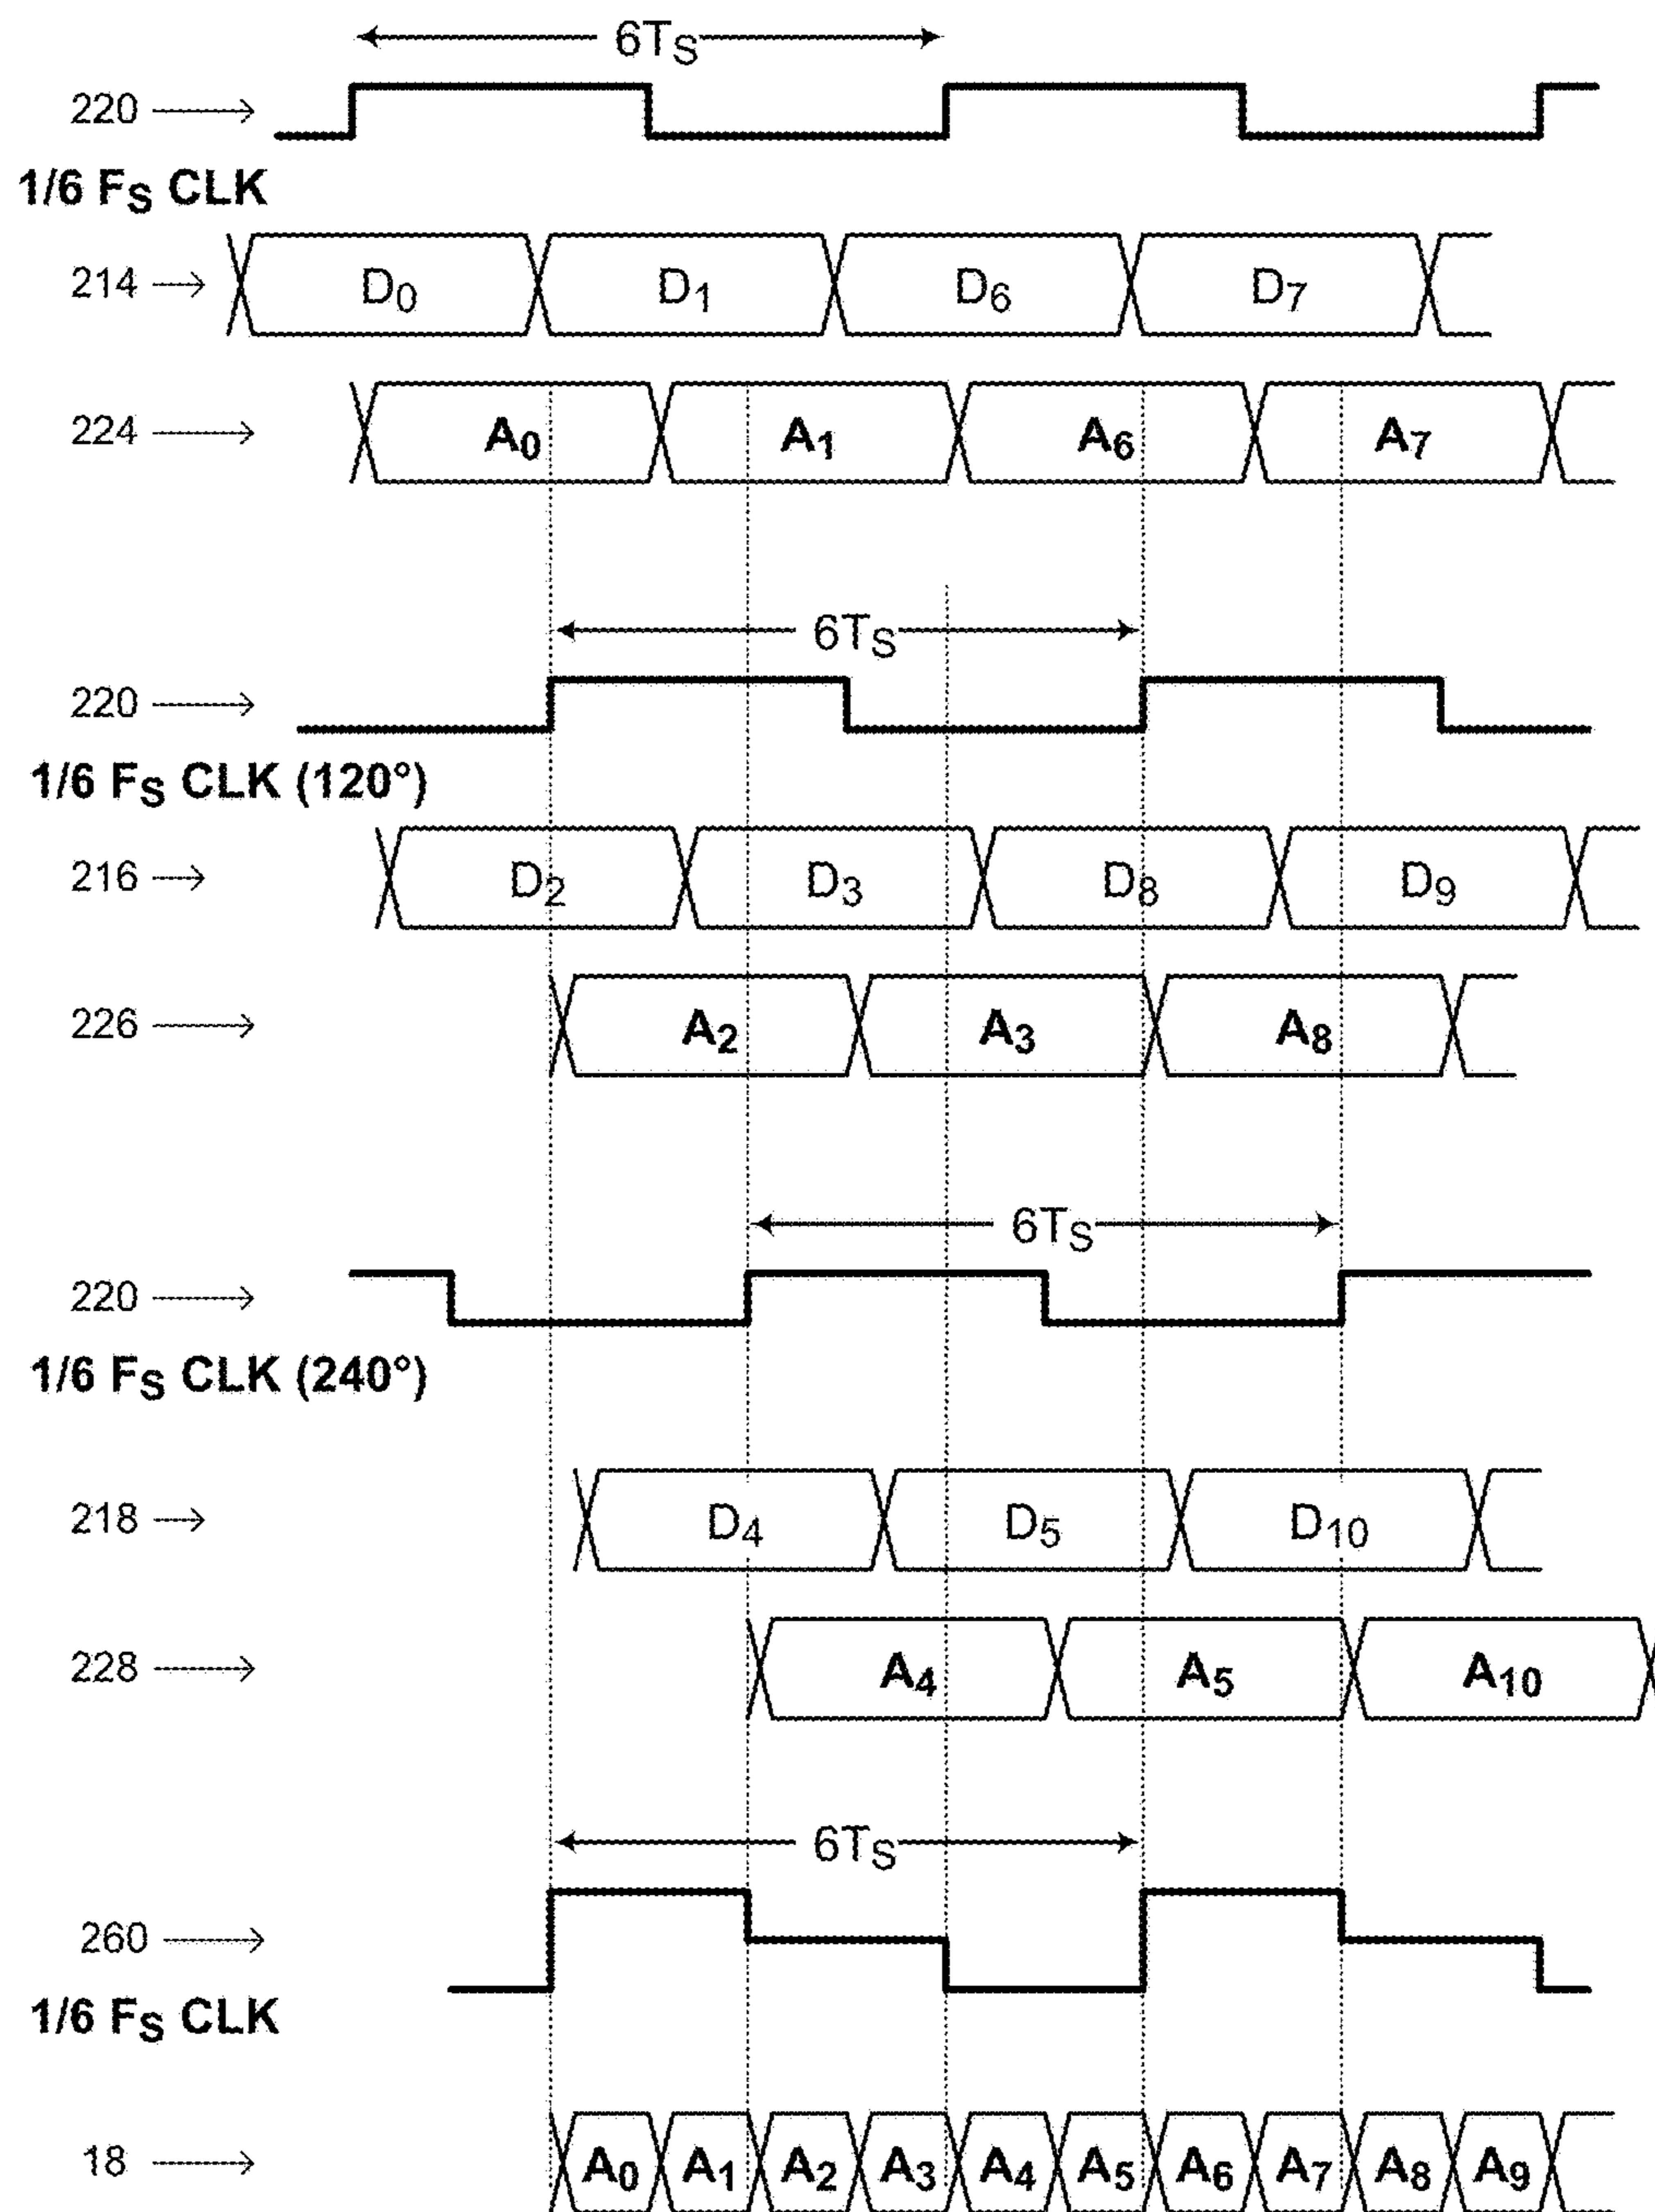 6TS
220
1/6 FS CLK
214 D0 D1 D6 D7
224 A0 A1 A6 A7
6TS
220
1/6 FS CLK (120°)
216 D2 D3 D8 D9
226 A2 A3 A8
6TS
220
1/6 FS CLK (240°)
218 D4 D5 D10
228 A4 A5 A10
6TS
260
1/6 FS CLK
18 A0 A1 A2 A3 A4 A5 A6 A7 A8 A9